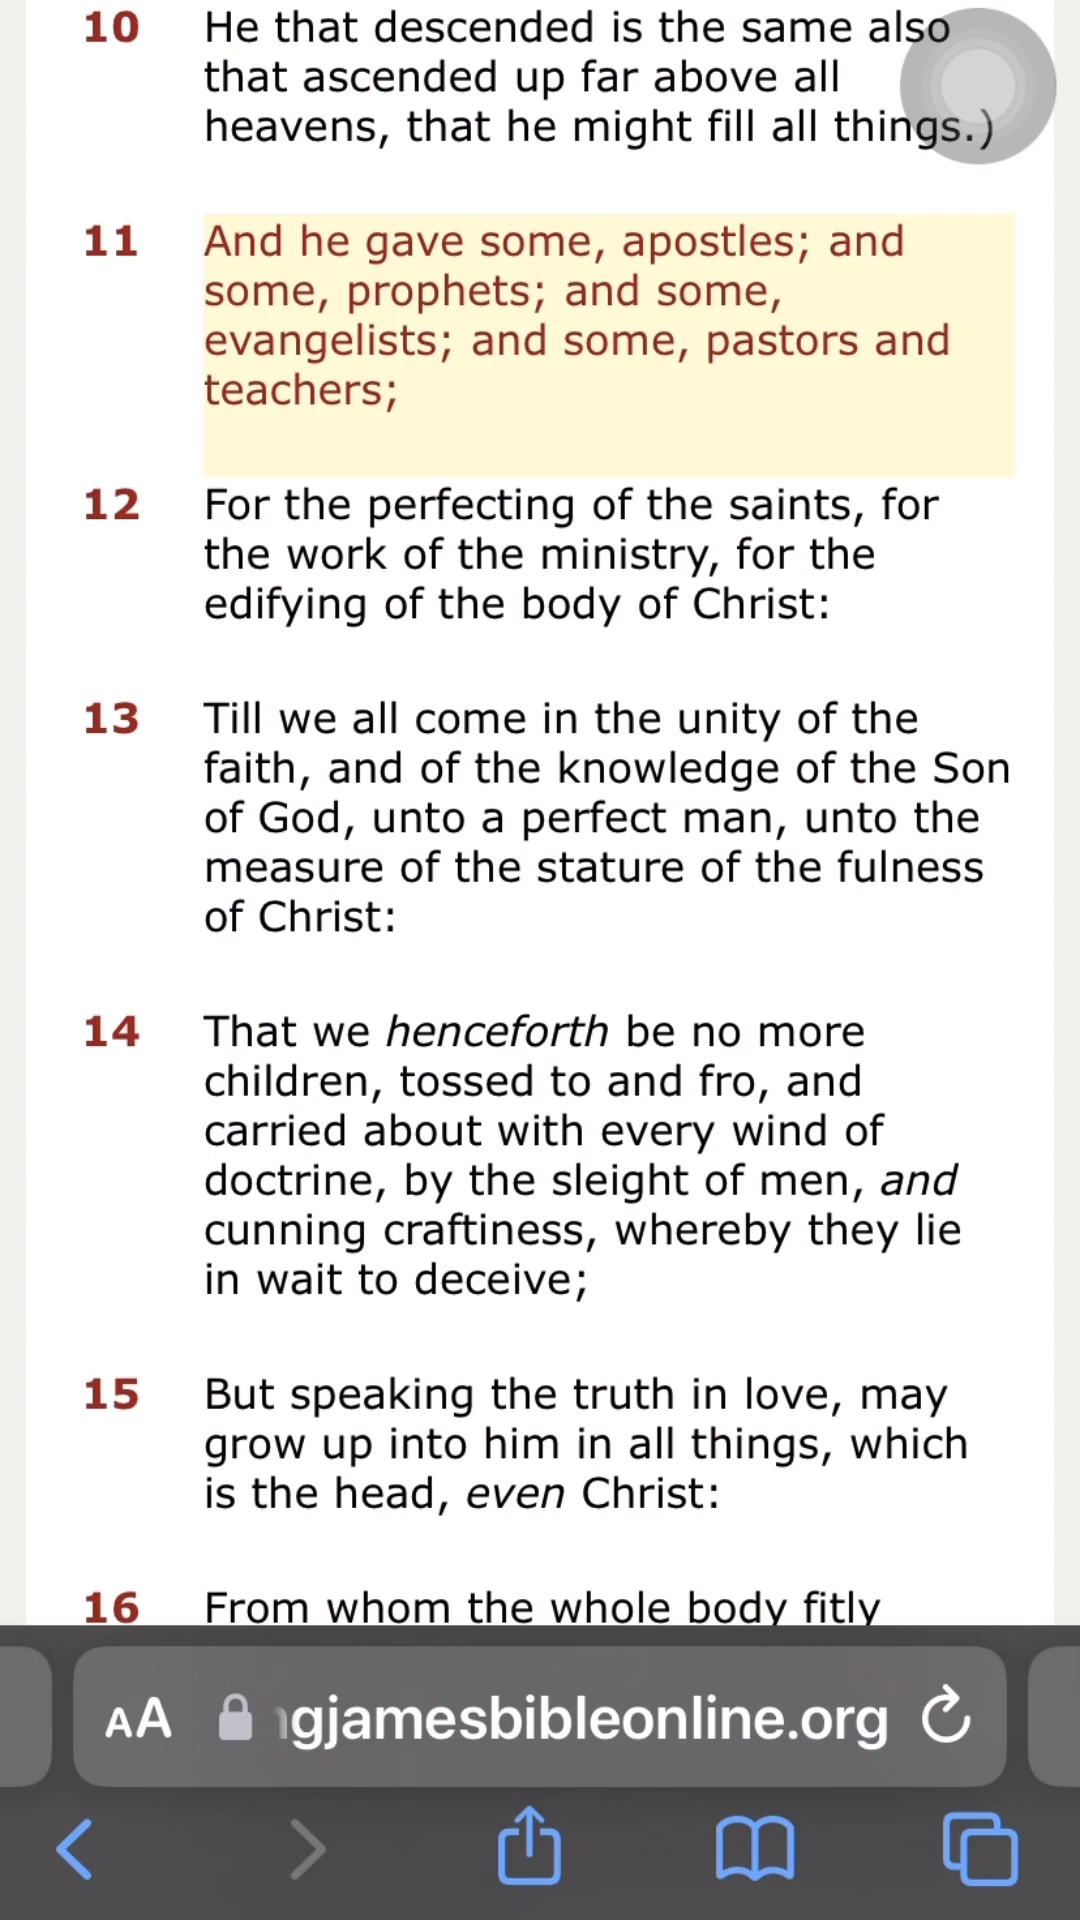 10 He that descended is the same also
that ascended up far above all
heavens, that he might fill all things.)
11 And he gave some, apostles; and
some, prophets; and some,
evangelists; and some, pastors and
teachers;
12 For the perfecting of the saints, for
the work of the ministry, for the
edifying of the body of Christ:
13 Till we all come in the unity of the
faith, and of the knowledge of the Son
of God, unto a perfect man, unto the
measure of the stature of the fulness
of Christ:
14 That we henceforth be no more
children, tossed to and fro, and
carried about with every wind of
doctrine, by the sleight of men, and
cunning craftiness, whereby they lie
in wait to deceive;
15 But speaking the truth in love, may
grow up into him in all things, which
is the head, even Christ:
16 From whom the whole body fitly
AA gjamesbibleonline.org